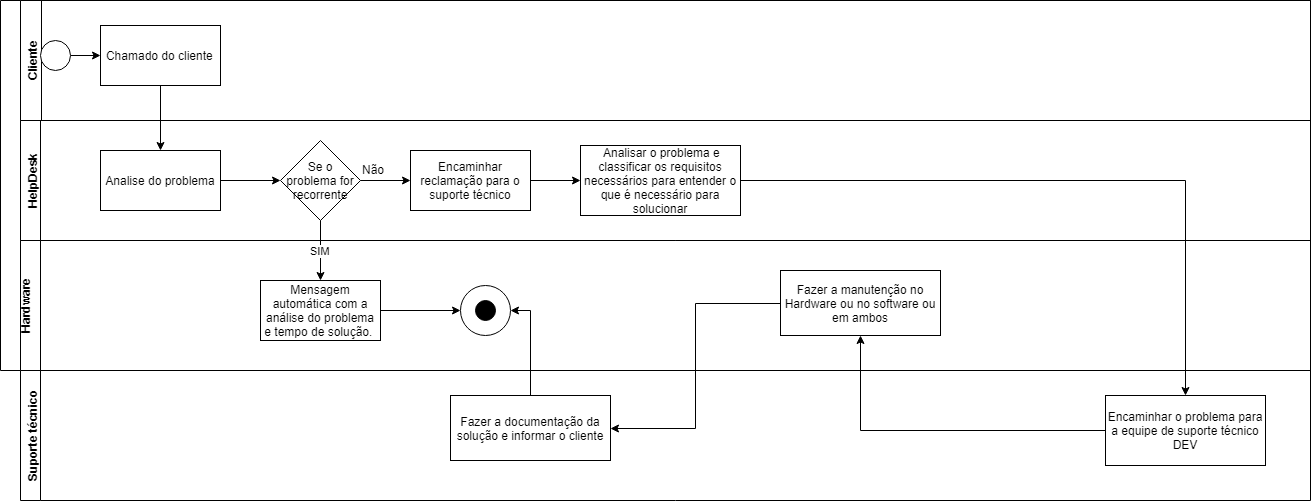 Cliente
Chamado do cliente
HelpDesk
Analise do problema
Se o
problema for
recorrente
Não
Encaminhar
reclamação para o
suporte técnico
Analisar o problema e
classificar os requisitos
necessários para entender o
que é necessário para
solucionar
SIM
Hardware
Mensagem
automática com a
análise do problema
e tempo de solução.
Fazer a manutenção no
Hardware ou no software ou
em ambos
Suporte técnico
Fazer a documentação da
solução e informar o cliente
Encaminhar o problema para
a equipe de suporte técnico
DEV